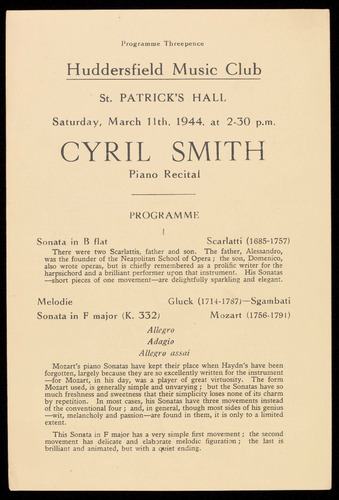 Programme Threepence
Huddersfield Music Club
St. PATRICK'S HALL
Saturday, March 11th, 1944, at 2-30 p.m.
CYRIL SMITH
Piano Recital
PROGRAMME
I
Sonata in B flat Scarlatti (1685-1757)
There were two Scarlattis, father and son. The father, Alessandro,
was the founder of the Neapolitan School of Opera; the son, Domenico,
also wrote operas, but is chiefly remembered as a prolific writer for the
harpsichord and a brilliant performer upon that instrument. His Sonatas
—short pieces of one movement—are delightfully sparkling and elegant.
Melodie Gluck (1714-1787)—Sgambati
Sonata in F major (K. 332) Mozart (1756-1791)
Allegro
Adagio
Allegro assai
Mozart's piano Sonatas have kept their place when Haydn's have been
forgotten, largely because they are so excellently written for the instrument
—for Mozart, in his day, was a player of great virtuosity. The form
Mozart used, is generally simple and unvarying; but the Sonatas have so
much freshness and sweetness that their simplicity loses none of its charm
by repetition. In most cases, his Sonatas have three movements instead
of the conventional four; and, in general, though most sides of his genius
—wit, melancholy and passion—are found in them, it is only to a limited
extent.
This Sonata in F major has a very simple first movement; the second
movement has delicate and elaborate melodic figuration; the last is
brilliant and animated, but with a quiet ending.